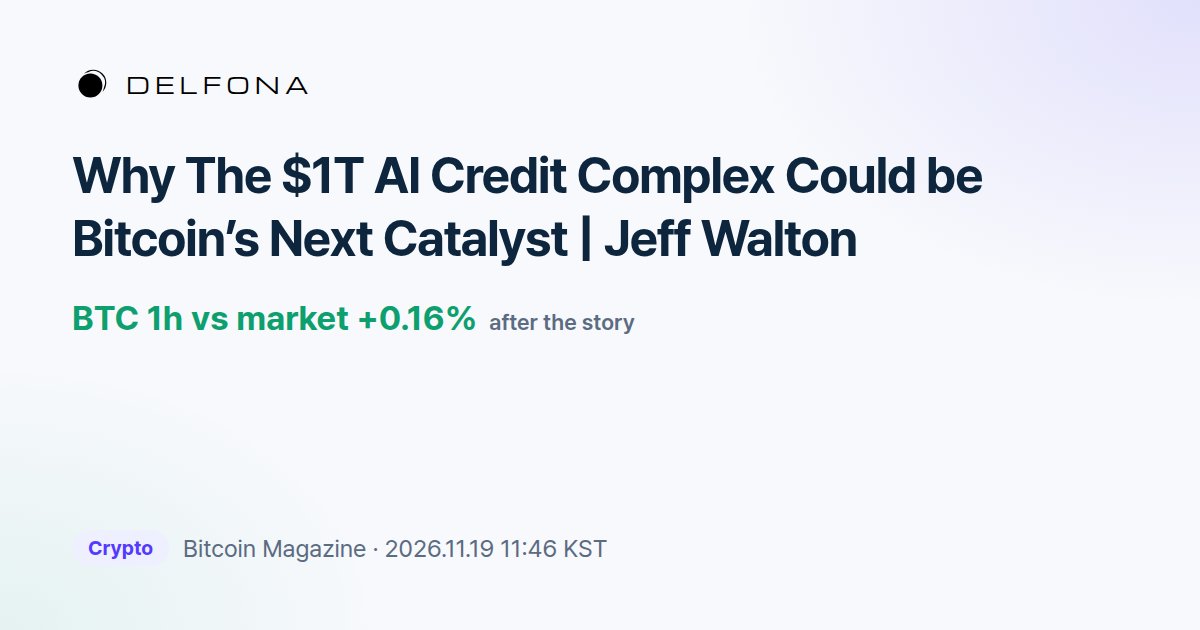 DELFONA
Why The $1T AI Credit Complex Could be
Bitcoin’s Next Catalyst | Jeff Walton
BTC 1h vs market +0.16% after the story
Crypto Bitcoin Magazine · 2026.11.19 11:46 KST